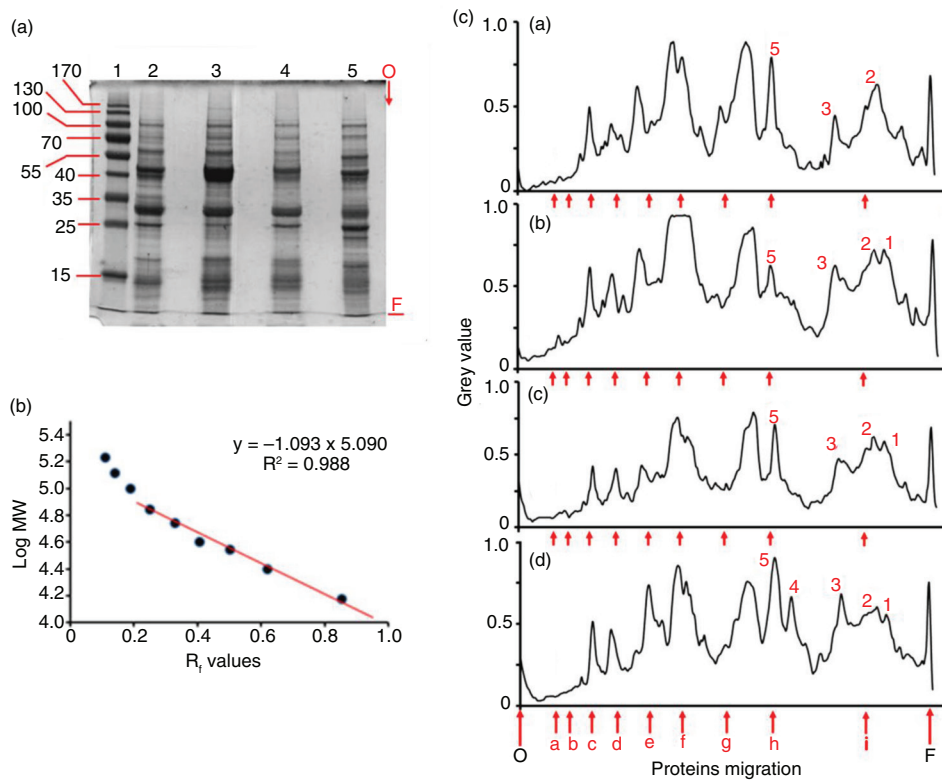 (a)
1 2 3 4 5 O
170
130
100
70
55
40
35
25
15
F
(b)
5.4
5.2
5.0
4.8
4.6
4.4
4.2
Log MW
y = –1.093 x 5.090
R² = 0.988
0 0.2 0.4 0.6 0.8 1.0
Rf values
(c)
Grey value
(a)
1.0
0.5
0
5 3 2
(b)
1.0
0.5
0
5 3 2 1
(c)
1.0
0.5
0
5 3 2 1
(d)
1.0
0.5
0
5 4 3 2 1
O a b c d e f g h i F
Proteins migration